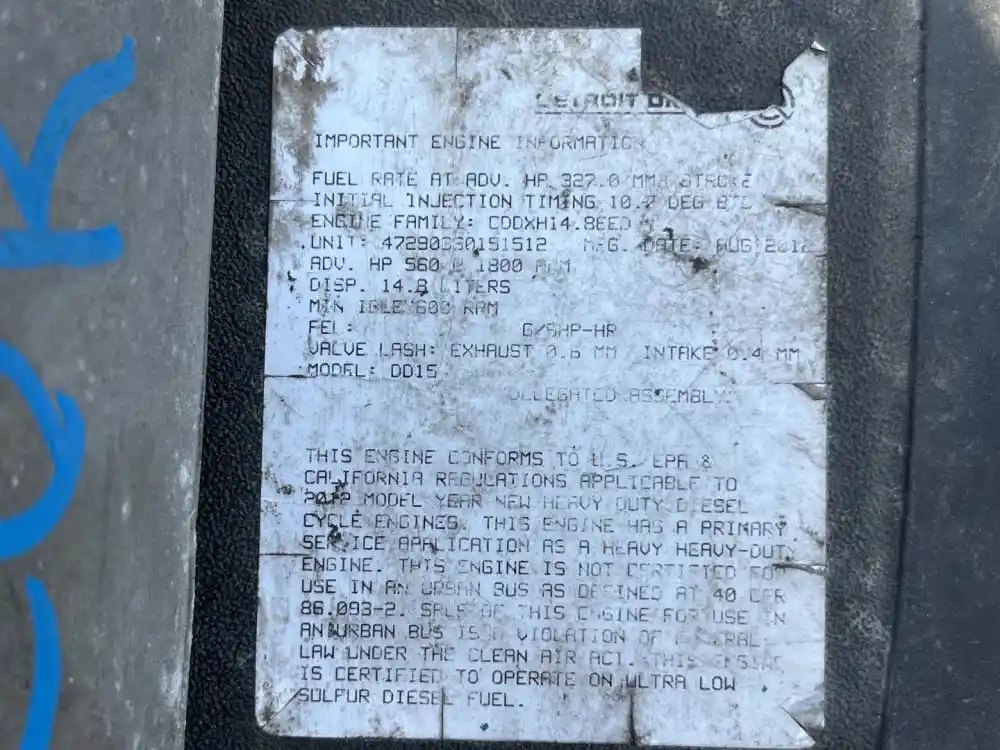 DETROIT
IMPORTANT ENGINE INFORMATION
FUEL RATE AT ADV. HP 327.0 MM3 STROKE
INITIAL INJECTION TIMING 10.7 DEG BTC
ENGINE FAMILY: CDDXH14.8EED
UNIT: MFG. DATE: AUG 2012
ADV. HP 560 @ 1800 RPM
DISP. 14.8 LITERS
MIN IDLE 600 RPM
FEL: G/BHP-HR
VALVE LASH: EXHAUST 0.6 MM INTAKE 0.4 MM
MODEL: DD15
DELEGATED ASSEMBLY
THIS ENGINE CONFORMS TO U.S. EPA &
CALIFORNIA REGULATIONS APPLICABLE TO
2012 MODEL YEAR NEW HEAVY DUTY DIESEL
CYCLE ENGINES. THIS ENGINE HAS A PRIMARY
SERVICE APPLICATION AS A HEAVY HEAVY-DUTY
ENGINE. THIS ENGINE IS NOT CERTIFIED FOR
USE IN AN URBAN BUS AS DEFINED AT 40 CFR
86.093-2. SALE OF THIS ENGINE FOR USE IN
AN URBAN BUS IS A VIOLATION OF FEDERAL
LAW UNDER THE CLEAN AIR ACT. THIS ENGINE
IS CERTIFIED TO OPERATE ON ULTRA LOW
SULFUR DIESEL FUEL.